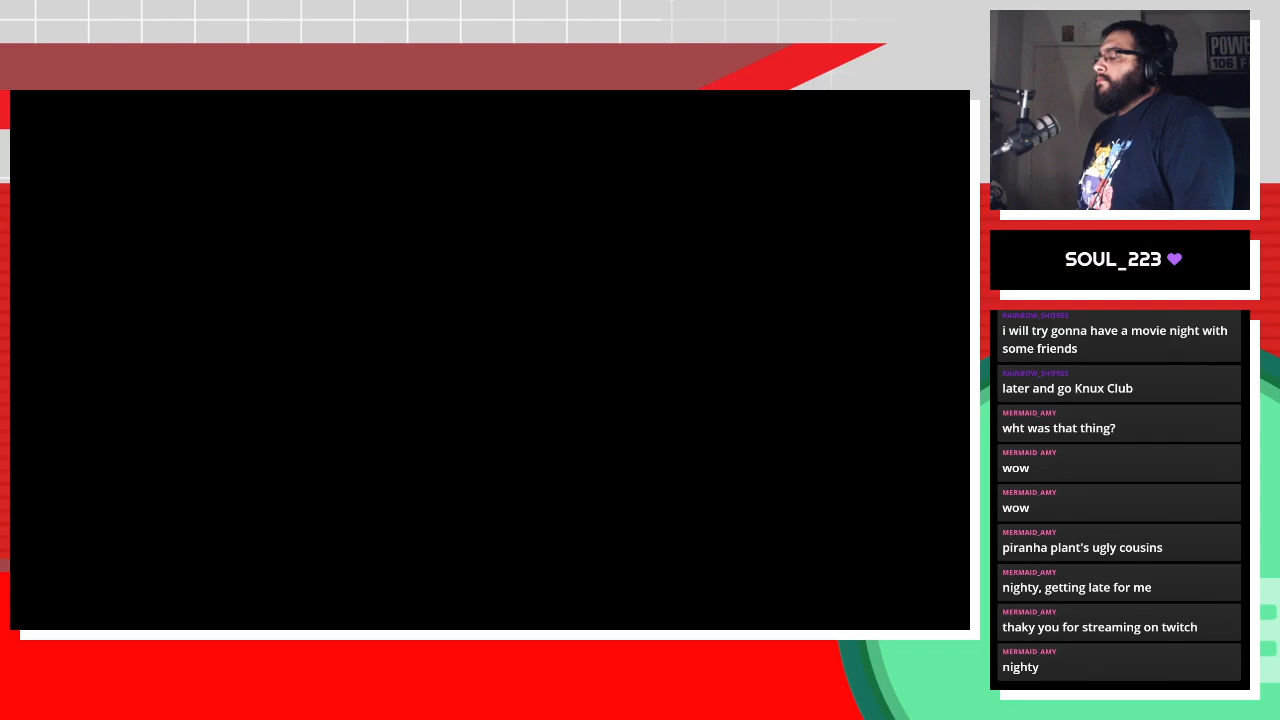 POWER
106 F
SOUL_223
RAINBOW_SHORES
i will try gonna have a movie night with
some friends
RAINBOW_SHORES
later and go Knux Club
MERMAID_AMY
wht was that thing?
MERMAID_AMY
wow
MERMAID_AMY
wow
MERMAID_AMY
piranha plant's ugly cousins
MERMAID_AMY
nighty, getting late for me
MERMAID_AMY
thaky you for streaming on twitch
MERMAID_AMY
nighty